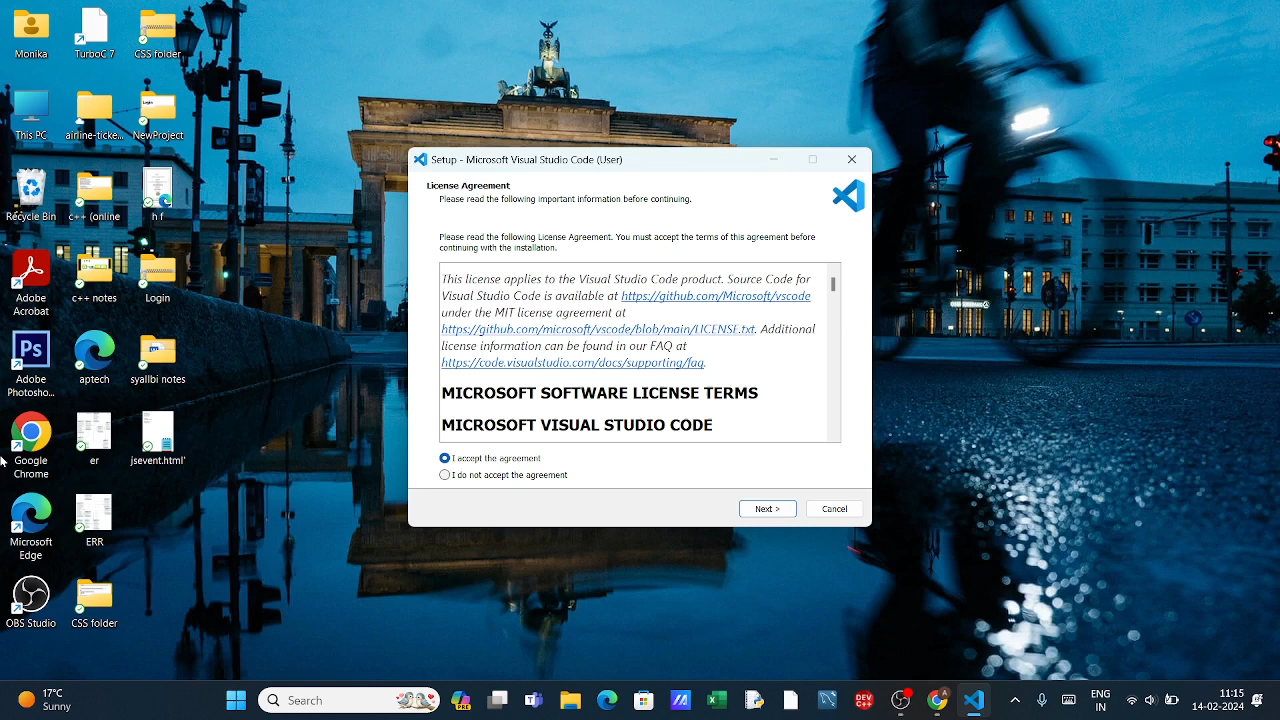 Monika
TurboC 7
CSS folder
This PC
airline-ticke...
NewProject
Recycle Bin
c++ (online
h f
Adobe
Acrobat
c++ notes
Login
Adobe
Photosho...
aptech
syallbi notes
Google
Chrome
er
jsevent.html'
Microsoft
Edge
ERR
OBS Studio
CSS folder
Setup - Microsoft Visual Studio Code (User)
License Agreement
Please read the following important information before continuing.
Please read the following License Agreement. You must accept the terms of this agreement before
continuing with the installation.
This license applies to the Visual Studio Code product. Source Code for
Visual Studio Code is available at https://github.com/Microsoft/vscode
under the MIT license agreement at
https://github.com/microsoft/vscode/blob/main/LICENSE.txt. Additional
license information can be found in our FAQ at
https://code.visualstudio.com/docs/supporting/faq.
MICROSOFT SOFTWARE LICENSE TERMS
MICROSOFT VISUAL STUDIO CODE
I accept the agreement
I do not accept the agreement
Next >
Cancel
17°C
Sunny
Search
ENG
IN
11:15
14-02-2024